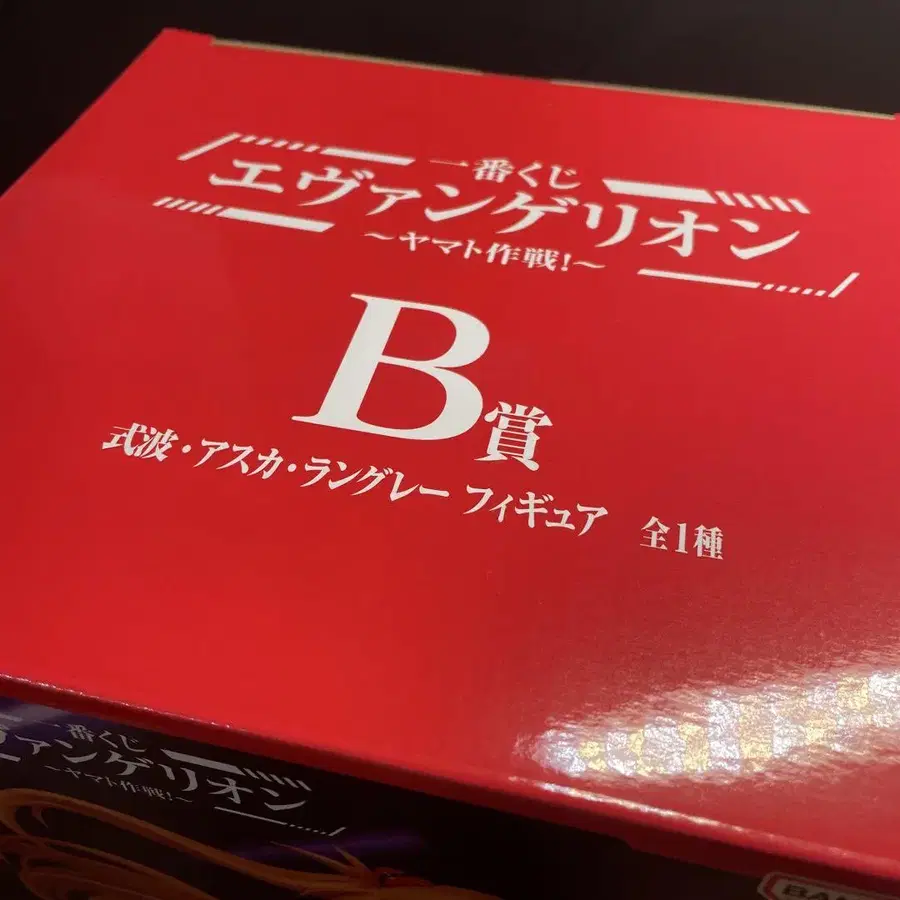 一番くじ
エヴァンゲリオン
～ヤマト作戦!～
B賞
式波・アスカ・ラングレー フィギュア 全1種
一番くじ
ヴァンゲリオン
～ヤマト作戦!～
BAN